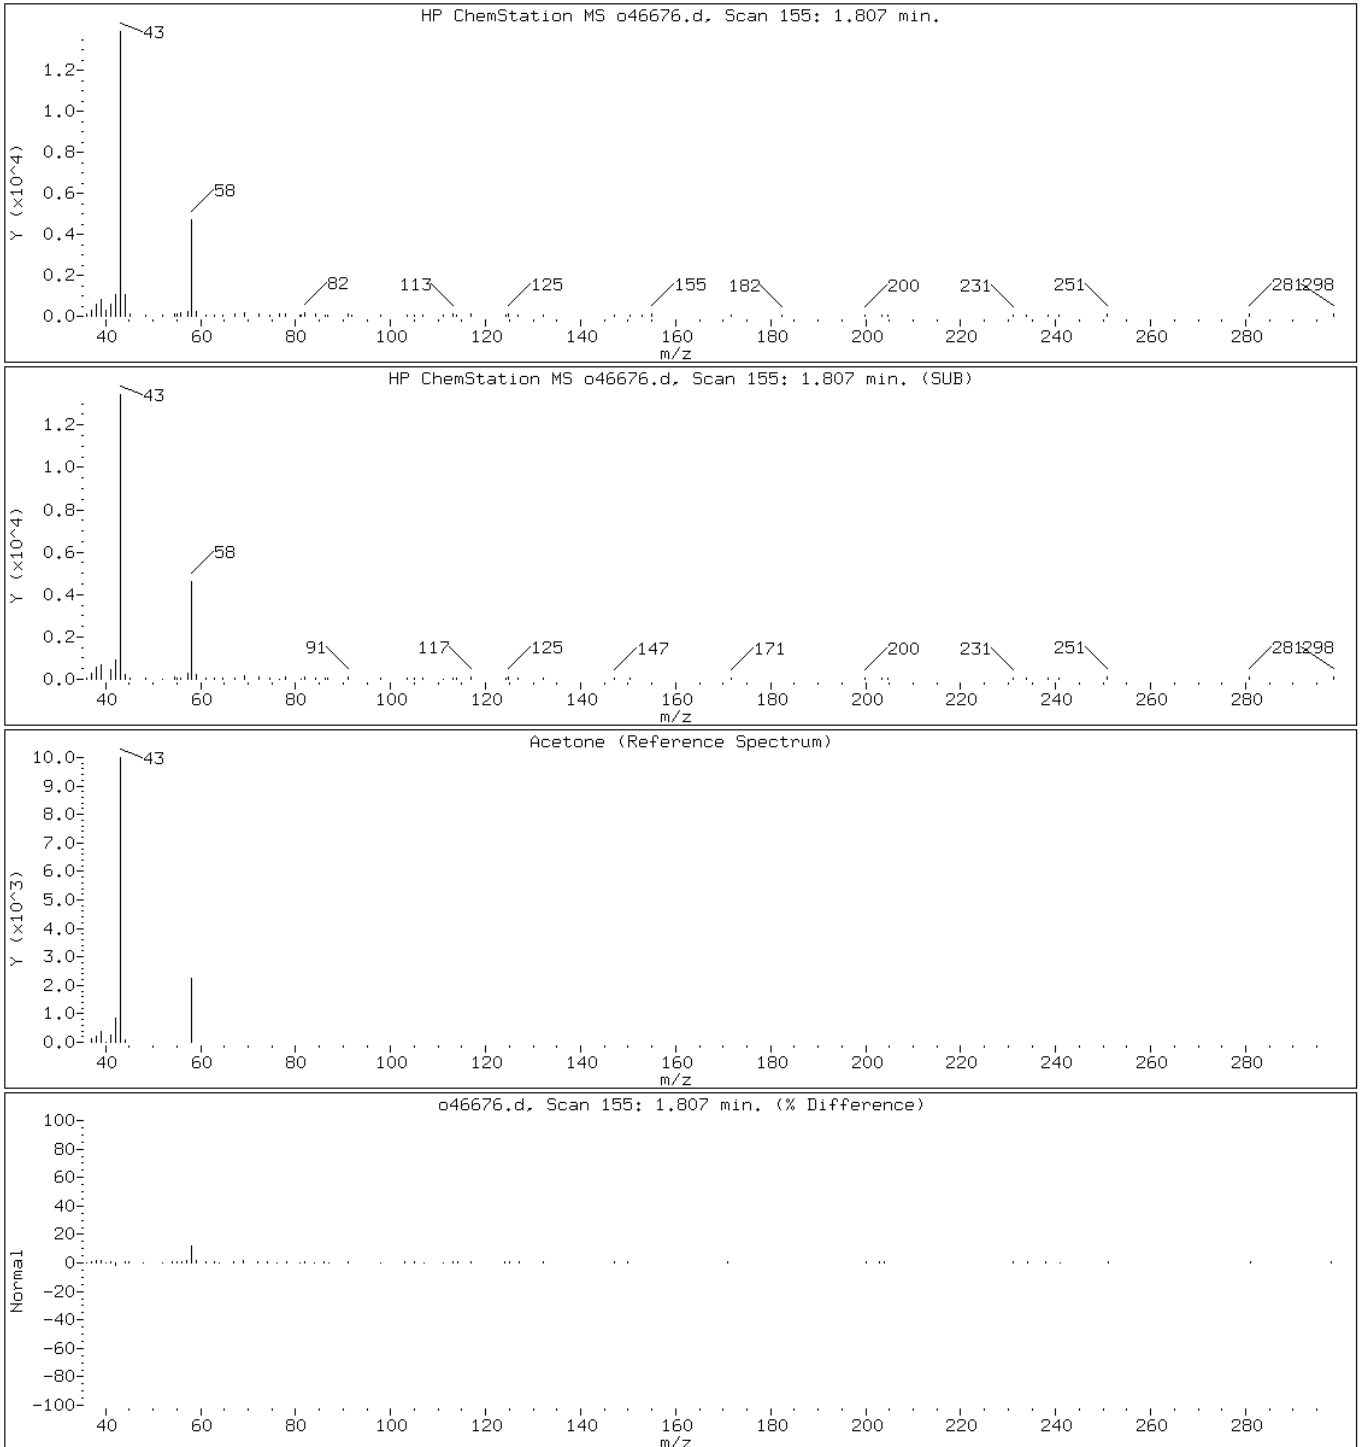 HP ChemStation MS o46676.d, Scan 155: 1.807 min.
43
1.2
1.0
0.8
Y (x10^4)
0.6
58
0.4
0.2
82 113 125 155 182 200 231 251 281 298
0.0
40 60 80 100 120 140 160 180 200 220 240 260 280
m/z
HP ChemStation MS o46676.d, Scan 155: 1.807 min. (SUB)
43
1.2
1.0
0.8
Y (x10^4)
0.6
58
0.4
0.2
91 117 125 147 171 200 231 251 281 298
0.0
40 60 80 100 120 140 160 180 200 220 240 260 280
m/z
Acetone (Reference Spectrum)
10.0
43
9.0
8.0
7.0
6.0
5.0
Y (x10^3)
4.0
3.0
2.0
1.0
0.0
40 60 80 100 120 140 160 180 200 220 240 260 280
m/z
o46676.d, Scan 155: 1.807 min. (% Difference)
100
80
60
40
20
0
Normal
-20
-40
-60
-80
-100
40 60 80 100 120 140 160 180 200 220 240 260 280
m/z